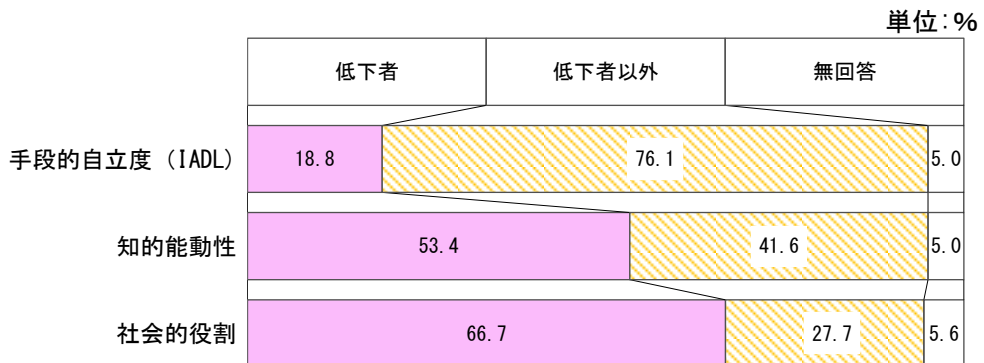 単位:%
低下者 低下者以外 無回答
手段的自立度(IADL) 18.8 76.1 5.0
知的能動性 53.4 41.6 5.0
社会的役割 66.7 27.7 5.6